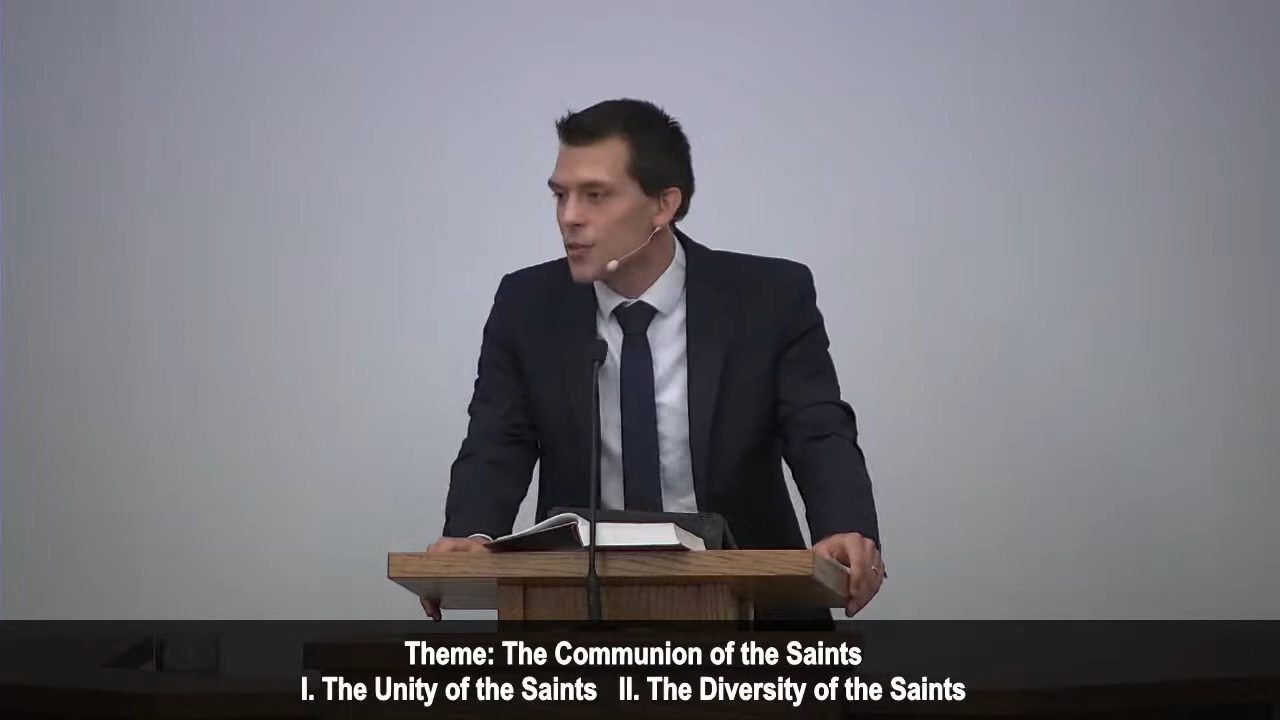 Theme: The Communion of the Saints
I. The Unity of the Saints   II. The Diversity of the Saints